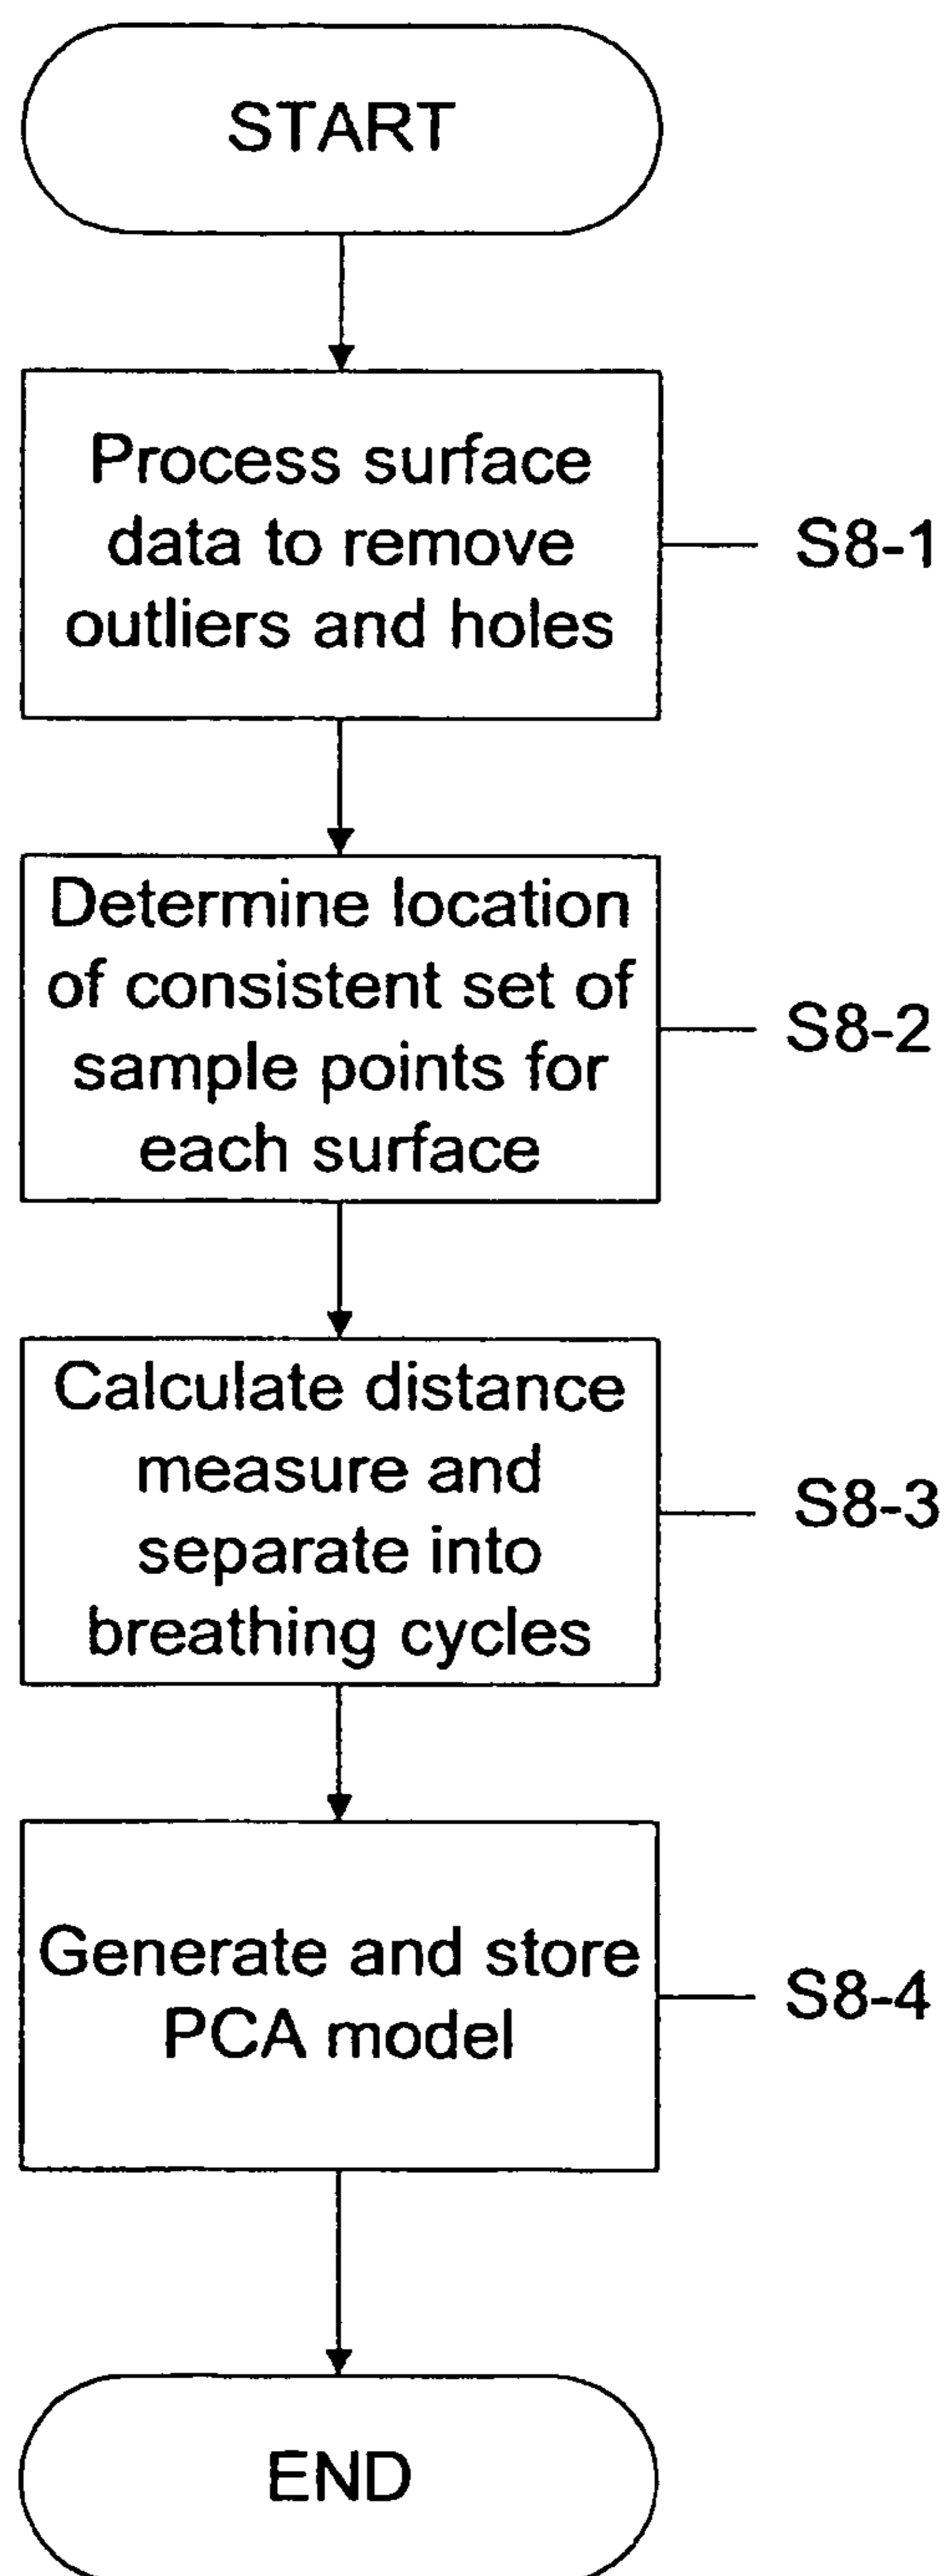 START
Process surface
data to remove
outliers and holes
S8-1
Determine location
of consistent set of
sample points for
each surface
S8-2
Calculate distance
measure and
separate into
breathing cycles
S8-3
Generate and store
PCA model
S8-4
END